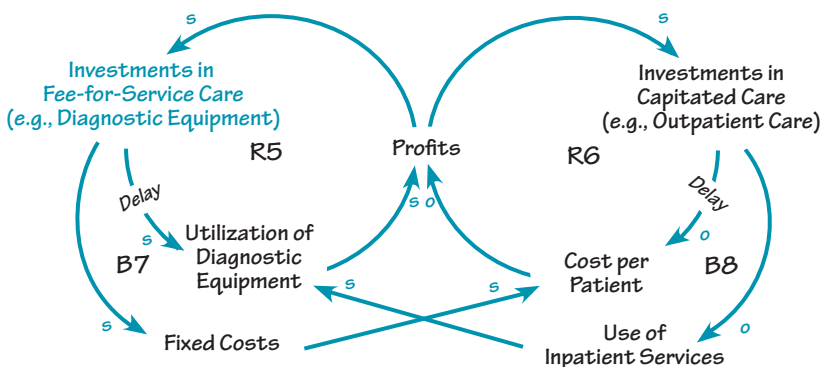 s
s
Investments in
Fee-for-Service Care
(e.g., Diagnostic Equipment)
Investments in
Capitated Care
(e.g., Outpatient Care)
R5
Profits
R6
Delay
Delay
s o
Utilization of
Diagnostic
Equipment
s
o
B7
Cost per
Patient
B8
s
s
s
o
Fixed Costs
Use of
Inpatient Services